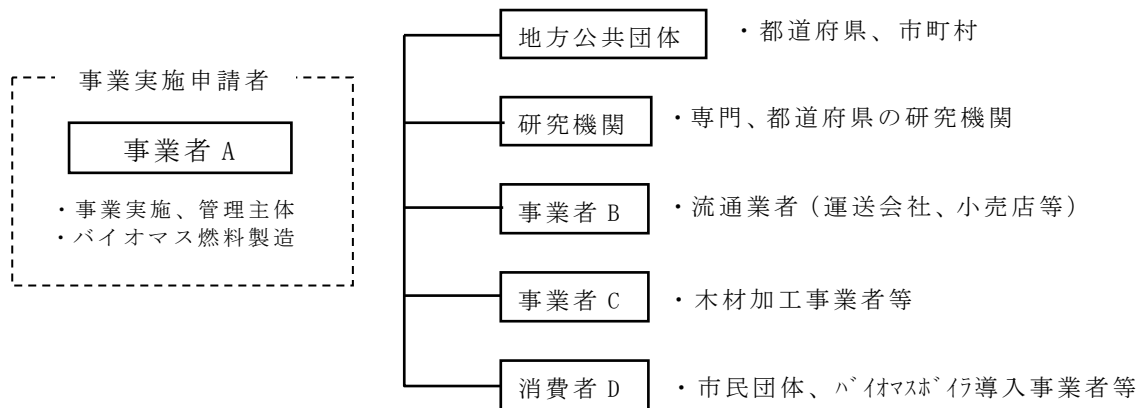 事業実施申請者
事業者 A
・事業実施、管理主体
・バイオマス燃料製造
地方公共団体 ・都道府県、市町村
研究機関 ・専門、都道府県の研究機関
事業者 B ・流通業者（運送会社、小売店等）
事業者 C ・木材加工事業者等
消費者 D ・市民団体、ﾊﾞｲｵﾏｽﾎﾞｲﾗ導入事業者等